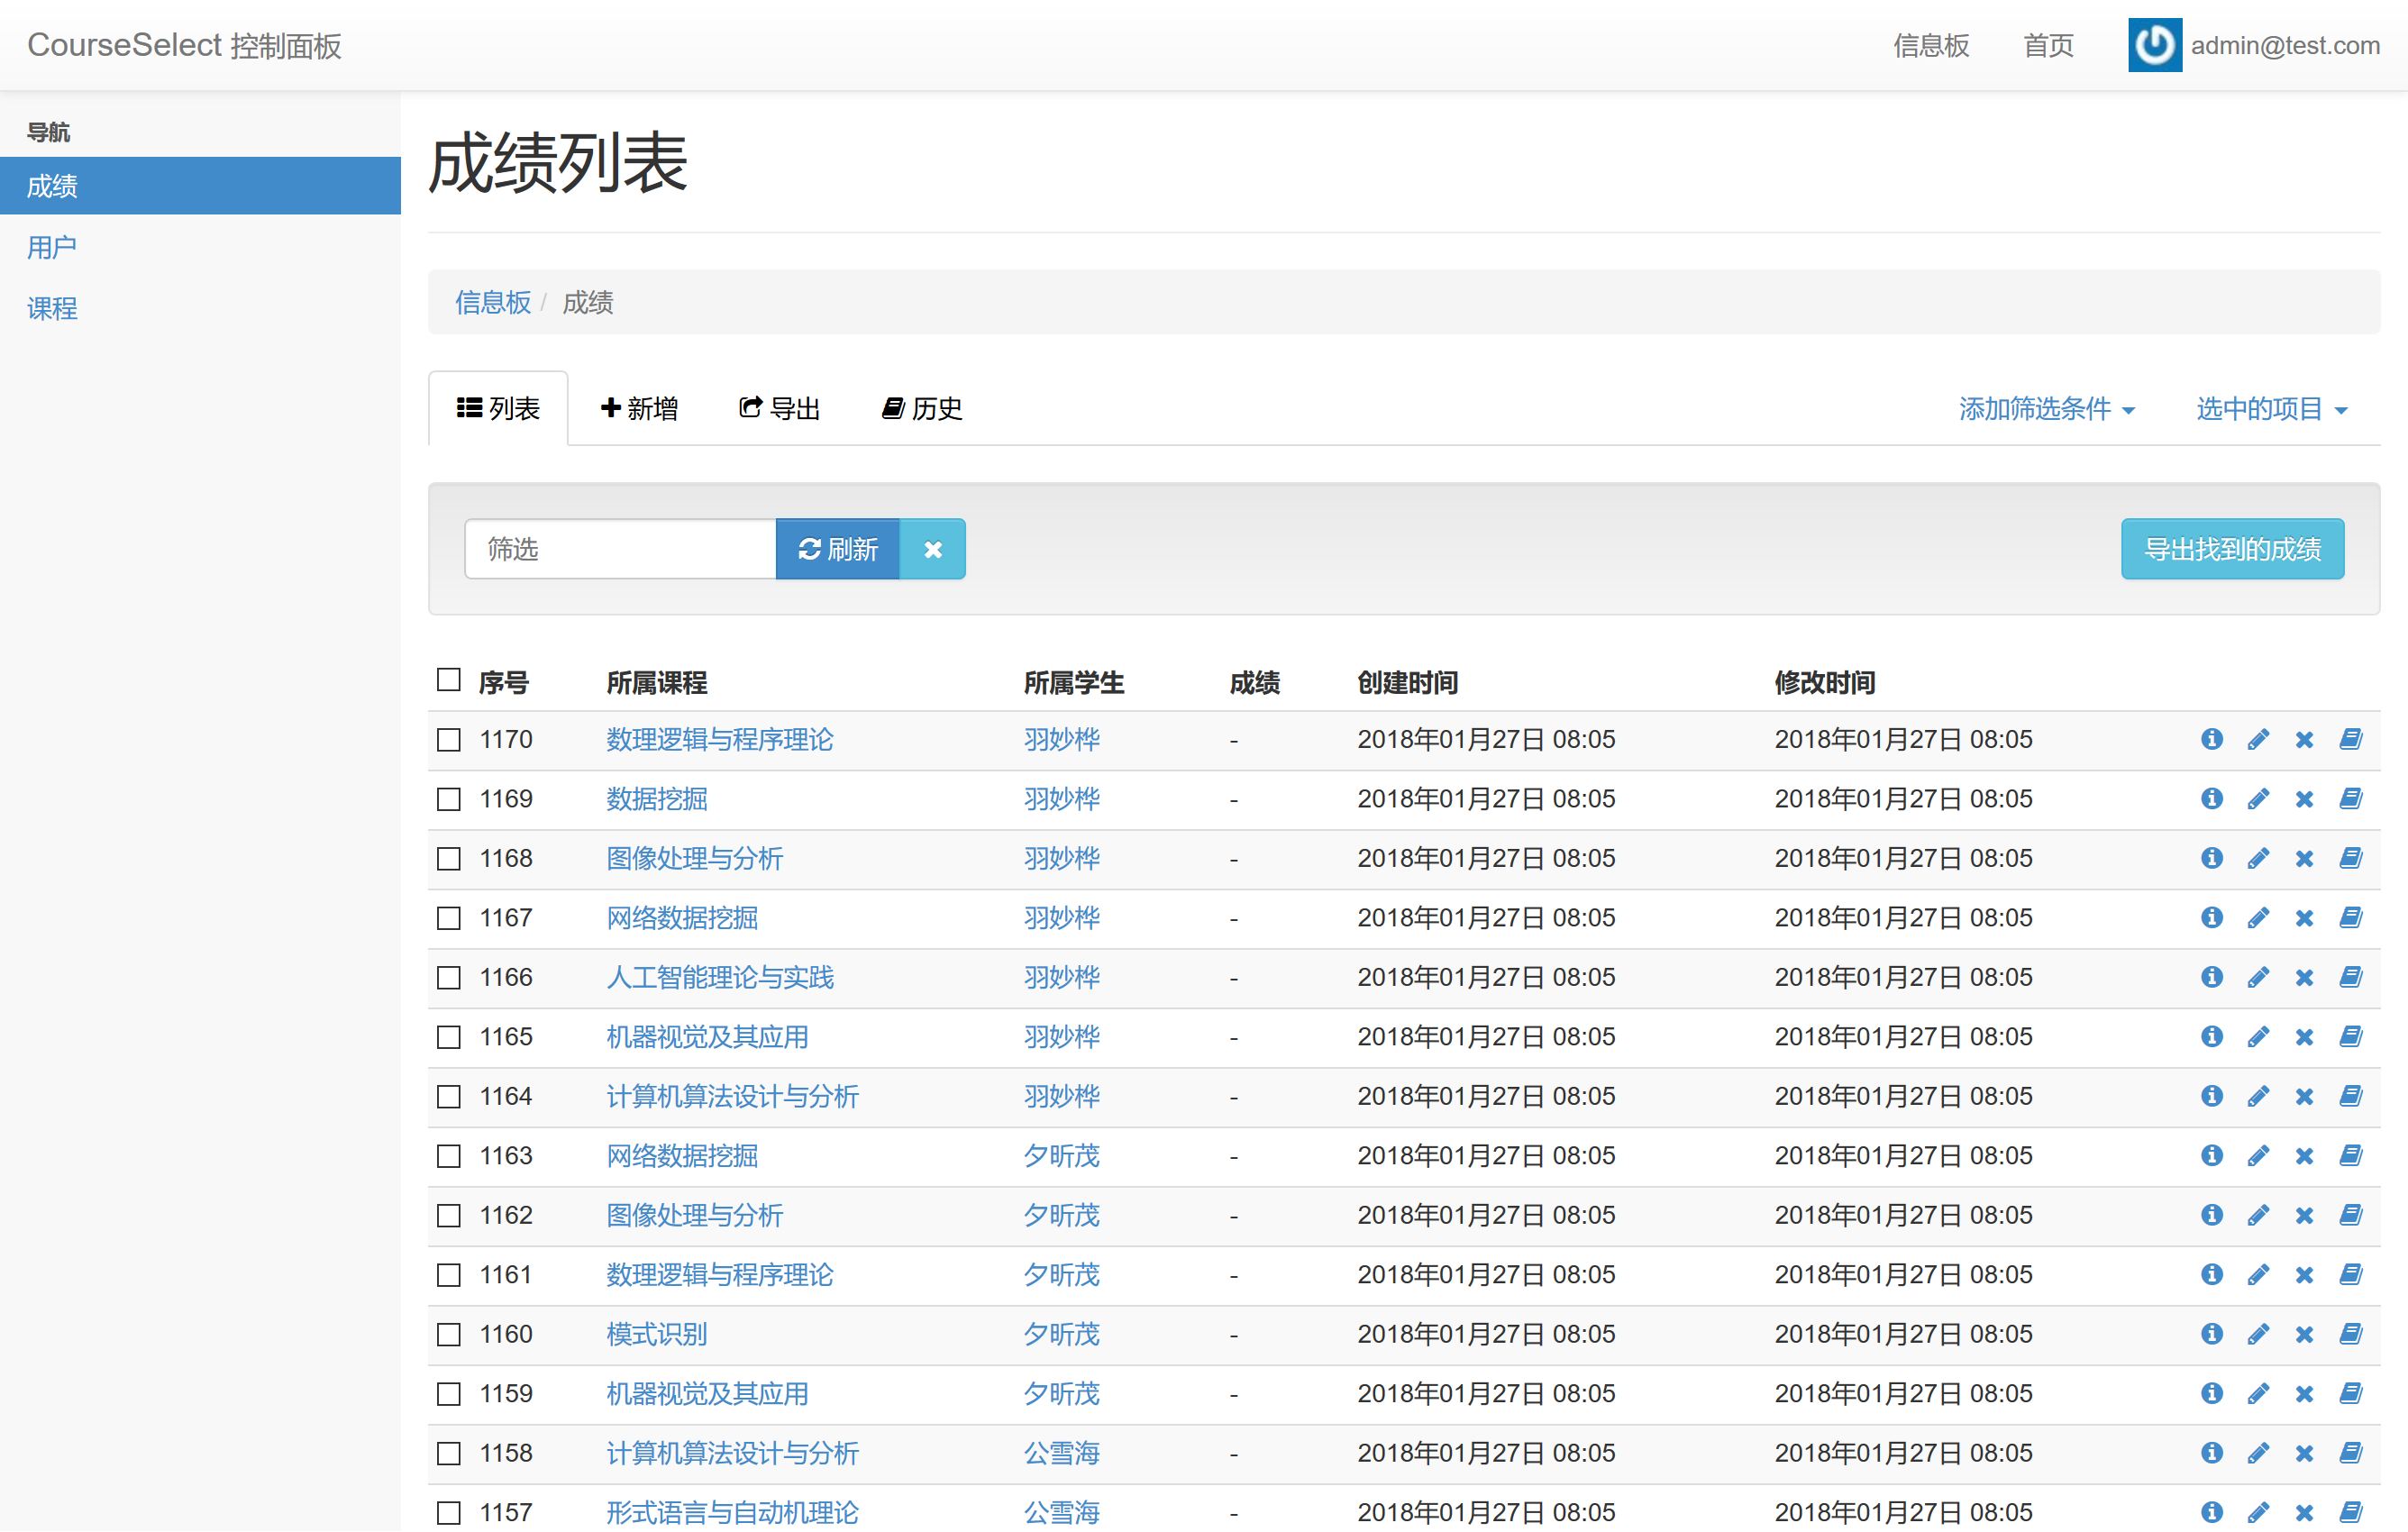 CourseSelect 控制面板 信息板 首页 admin@test.com
导航
成绩
用户
课程
成绩列表
信息板 / 成绩
列表 新增 导出 历史 添加筛选条件 选中的项目
筛选 刷新 导出找到的成绩
序号 所属课程 所属学生 成绩 创建时间 修改时间
1170 数理逻辑与程序理论 羽妙桦 - 2018年01月27日 08:05 2018年01月27日 08:05
1169 数据挖掘 羽妙桦 - 2018年01月27日 08:05 2018年01月27日 08:05
1168 图像处理与分析 羽妙桦 - 2018年01月27日 08:05 2018年01月27日 08:05
1167 网络数据挖掘 羽妙桦 - 2018年01月27日 08:05 2018年01月27日 08:05
1166 人工智能理论与实践 羽妙桦 - 2018年01月27日 08:05 2018年01月27日 08:05
1165 机器视觉及其应用 羽妙桦 - 2018年01月27日 08:05 2018年01月27日 08:05
1164 计算机算法设计与分析 羽妙桦 - 2018年01月27日 08:05 2018年01月27日 08:05
1163 网络数据挖掘 夕昕茂 - 2018年01月27日 08:05 2018年01月27日 08:05
1162 图像处理与分析 夕昕茂 - 2018年01月27日 08:05 2018年01月27日 08:05
1161 数理逻辑与程序理论 夕昕茂 - 2018年01月27日 08:05 2018年01月27日 08:05
1160 模式识别 夕昕茂 - 2018年01月27日 08:05 2018年01月27日 08:05
1159 机器视觉及其应用 夕昕茂 - 2018年01月27日 08:05 2018年01月27日 08:05
1158 计算机算法设计与分析 公雪海 - 2018年01月27日 08:05 2018年01月27日 08:05
1157 形式语言与自动机理论 公雪海 - 2018年01月27日 08:05 2018年01月27日 08:05